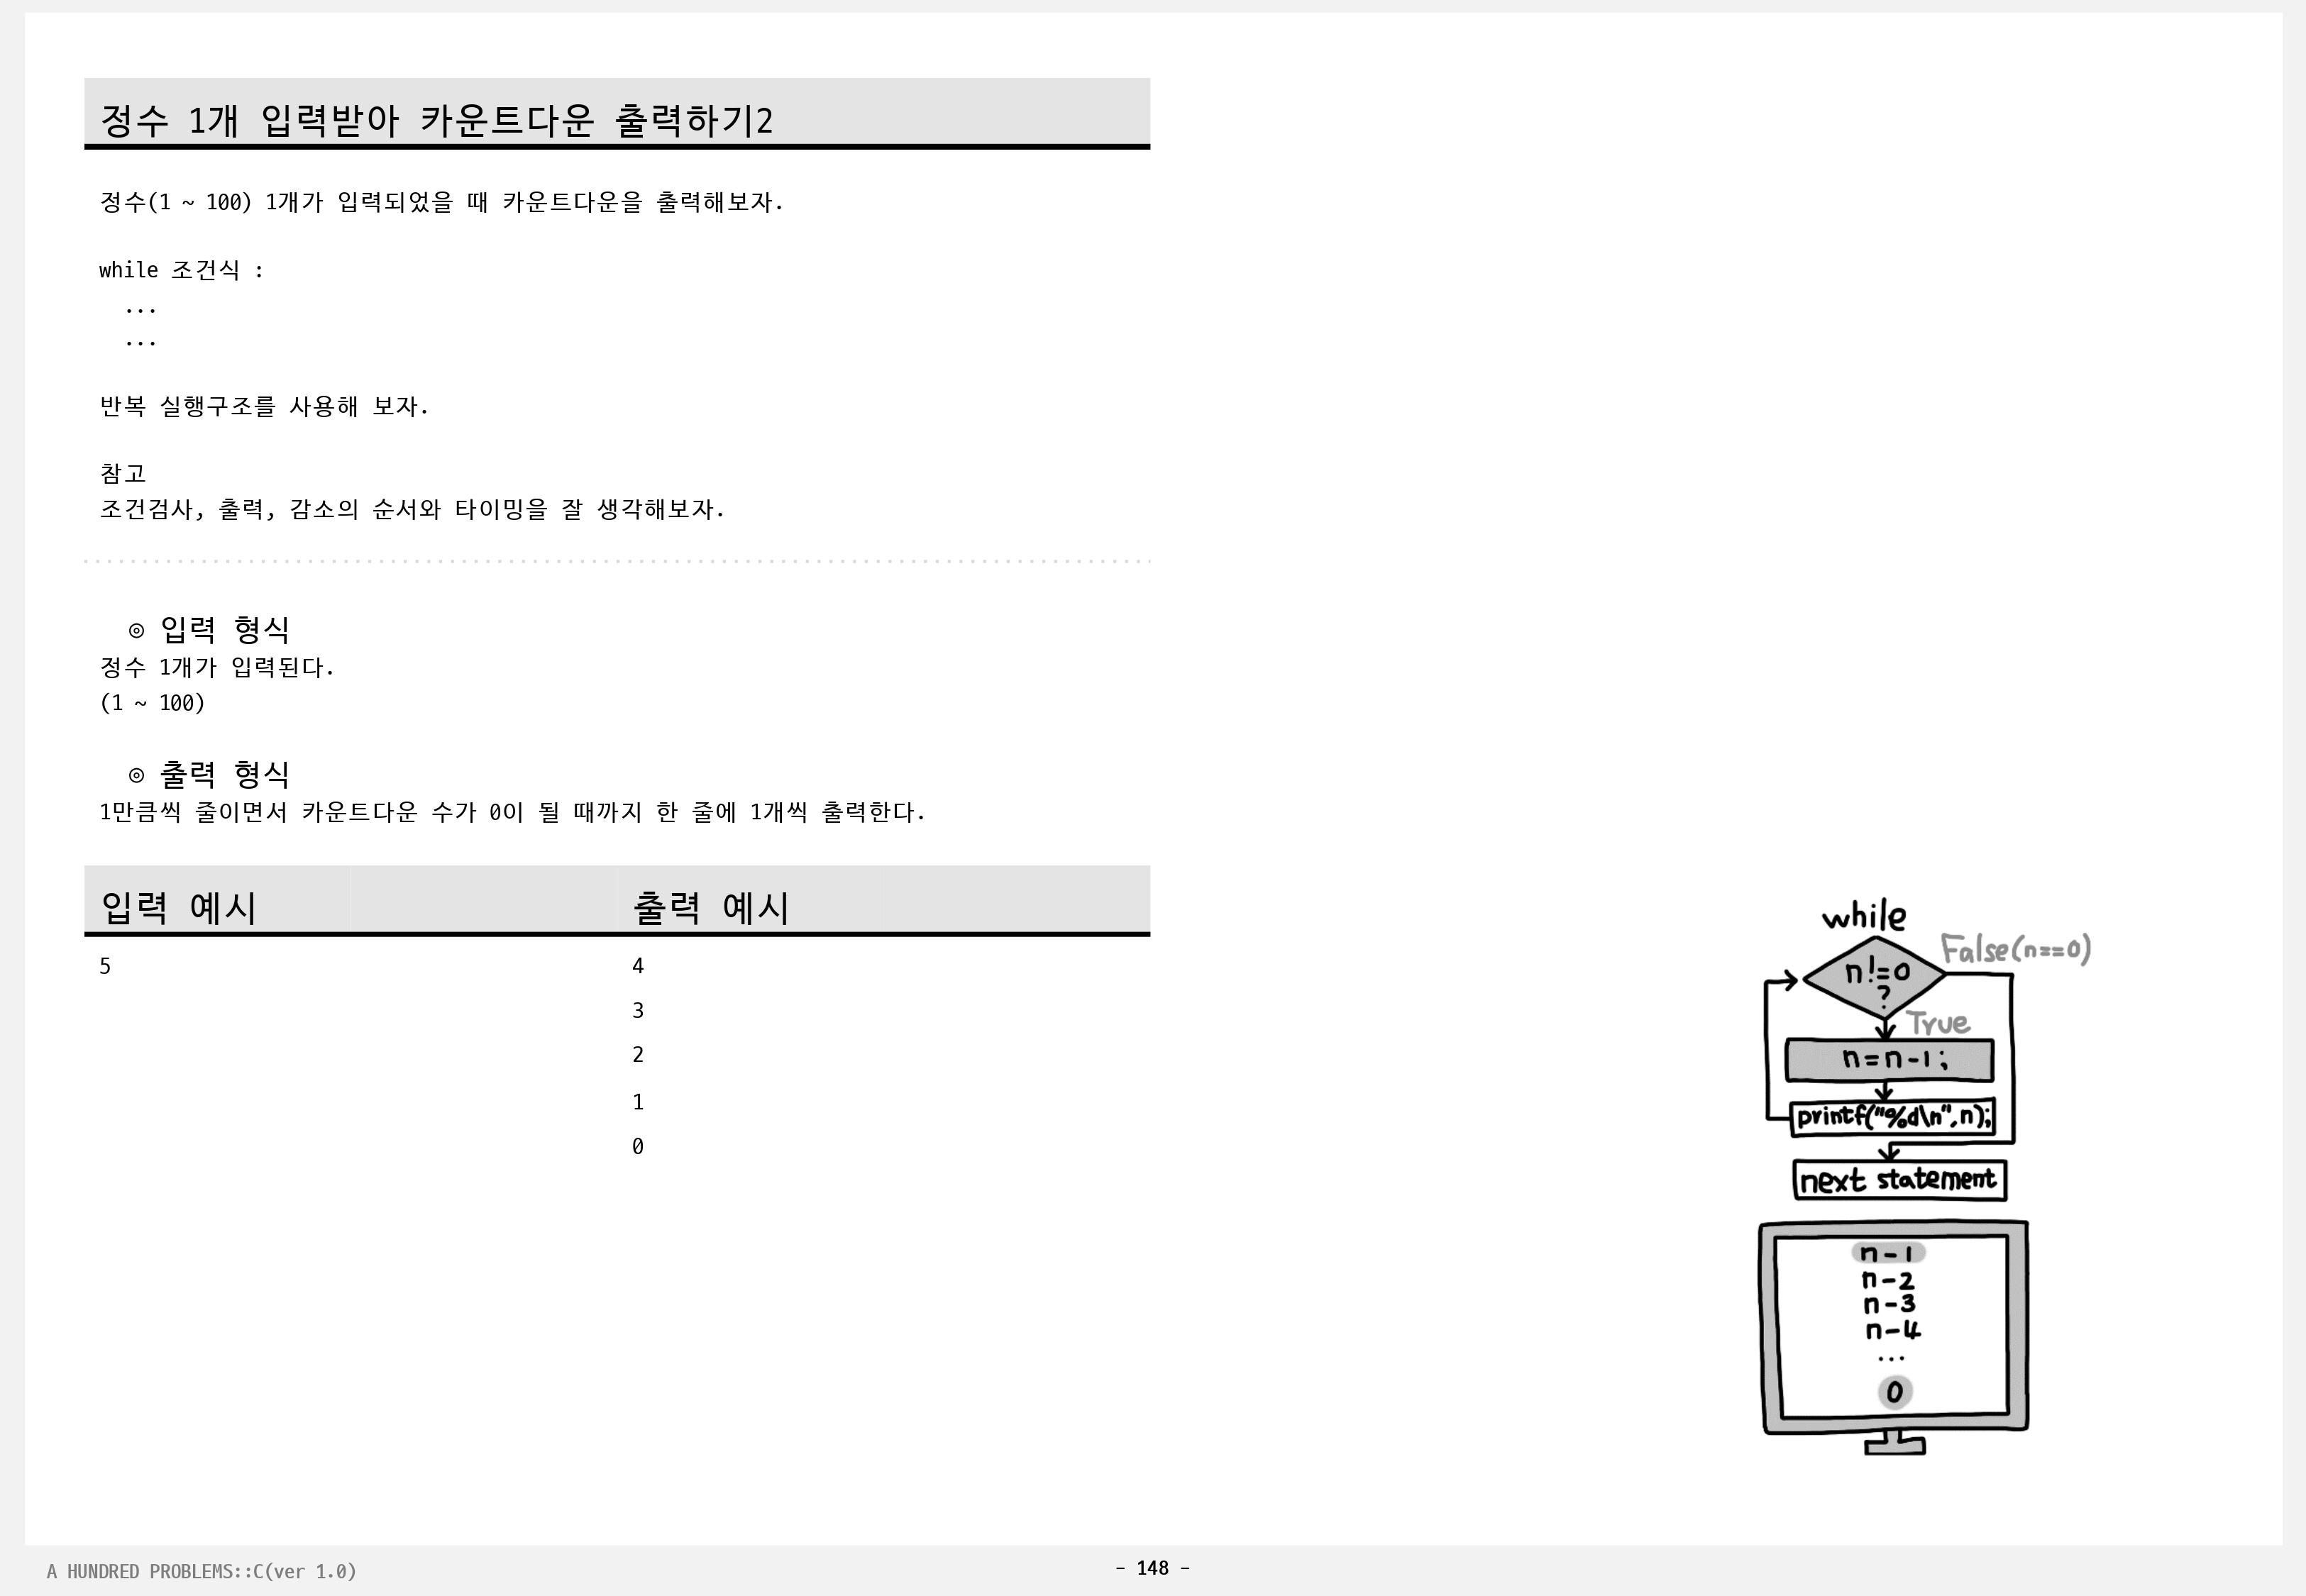 정수 1개 입력받아 카운트다운 출력하기2
정수(1 ~ 100) 1개가 입력되었을 때 카운트다운을 출력해보자.
while 조건식 :
...
...
반복 실행구조를 사용해 보자.
참고
조건검사, 출력, 감소의 순서와 타이밍을 잘 생각해보자.
◎ 입력 형식
정수 1개가 입력된다.
(1 ~ 100)
◎ 출력 형식
1만큼씩 줄이면서 카운트다운 수가 0이 될 때까지 한 줄에 1개씩 출력한다.
입력 예시 출력 예시
5 4
3
2
1
0
while
False(n==0)
n!=0
?
True
n=n-1;
printf("%d\n",n);
next statement
n-1
n-2
n-3
n-4
...
0
A HUNDRED PROBLEMS::C(ver 1.0)
- 148 -